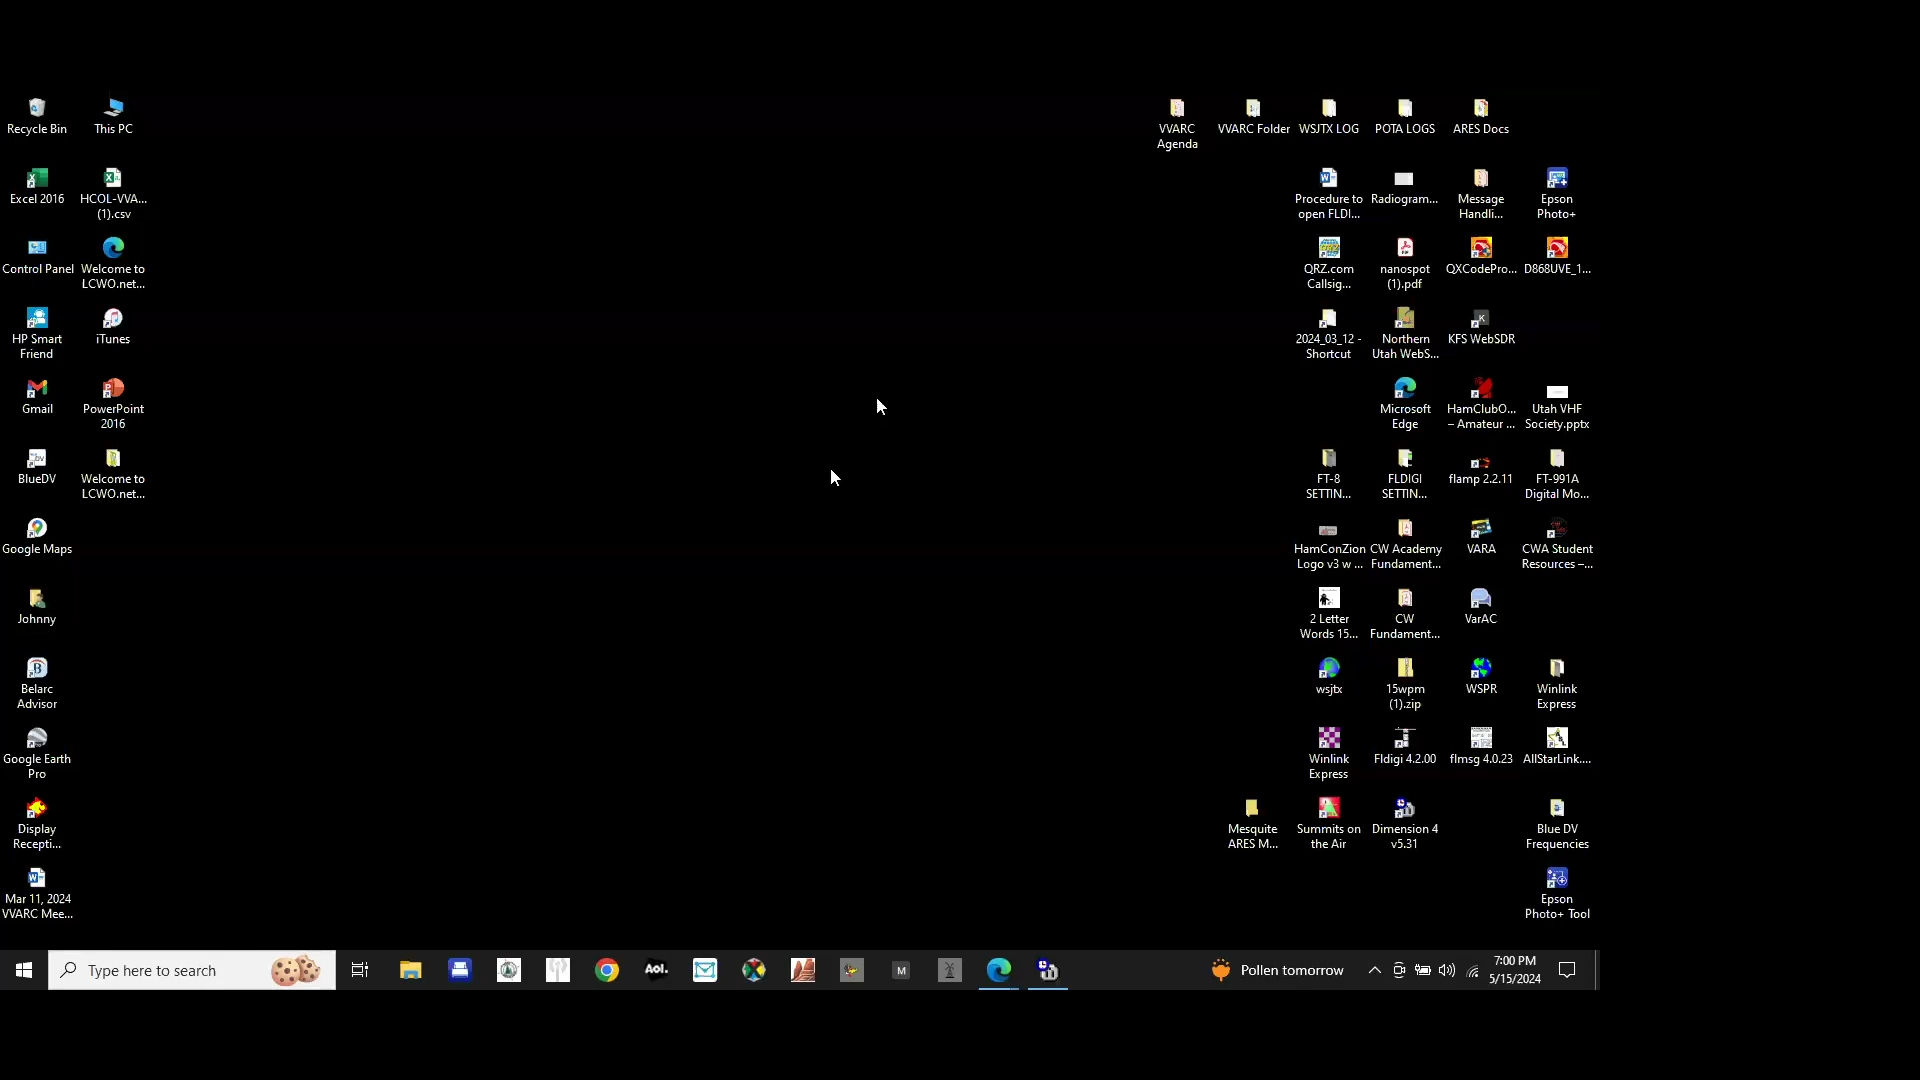 Recycle Bin
This PC
VVARC
Agenda
VVARC Folder
WSJTX LOG
POTA LOGS
ARES Docs
Excel 2016
HCOL-VVA...
(1).csv
Procedure to
open FLDI...
Radiogram...
Message
Handli...
Epson
Photo+
Control Panel
Welcome to
LCWO.net...
QRZ.com
Callsig...
nanospot
(1).pdf
QXCodePro...
D868UVE_1...
HP Smart
Friend
iTunes
2024_03_12 -
Shortcut
Northern
Utah WebS...
KFS WebSDR
Gmail
PowerPoint
2016
Microsoft
Edge
HamClubO...
– Amateur ...
Utah VHF
Society.pptx
BlueDV
Welcome to
LCWO.net...
FT-8
SETTIN...
FLDIGI
SETTIN...
flamp 2.2.11
FT-991A
Digital Mo...
Google Maps
HamConZion
Logo v3 w ...
CW Academy
Fundament...
VARA
CWA Student
Resources –...
Johnny
2 Letter
Words 15...
CW
Fundament...
VarAC
Belarc
Advisor
wsjtx
15wpm
(1).zip
WSPR
Winlink
Express
Google Earth
Pro
Winlink
Express
Fldigi 4.2.00
flmsg 4.0.23
AllStarLink....
Display
Recepti...
Mesquite
ARES M...
Summits on
the Air
Dimension 4
v5.31
Blue DV
Frequencies
Mar 11, 2024
VVARC Mee...
Epson
Photo+ Tool
Type here to search
Aol.
M
Pollen tomorrow
7:00 PM
5/15/2024